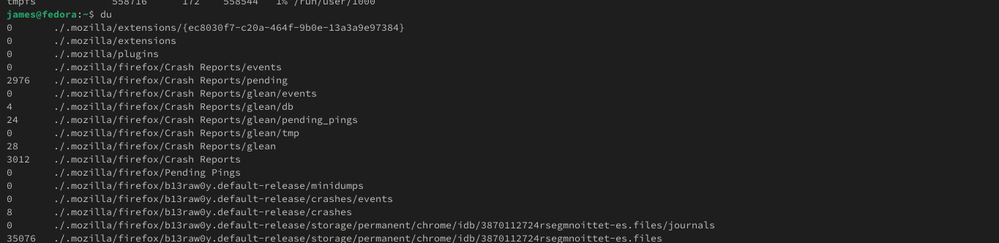 tmpfs 558716 172 558544 1% /run/user/1000
james@fedora:~$ du
0 ./.mozilla/extensions/{ec8030f7-c20a-464f-9b0e-13a3a9e97384}
0 ./.mozilla/extensions
0 ./.mozilla/plugins
0 ./.mozilla/firefox/Crash Reports/events
2976 ./.mozilla/firefox/Crash Reports/pending
0 ./.mozilla/firefox/Crash Reports/glean/events
4 ./.mozilla/firefox/Crash Reports/glean/db
24 ./.mozilla/firefox/Crash Reports/glean/pending_pings
0 ./.mozilla/firefox/Crash Reports/glean/tmp
28 ./.mozilla/firefox/Crash Reports/glean
3012 ./.mozilla/firefox/Crash Reports
0 ./.mozilla/firefox/Pending Pings
0 ./.mozilla/firefox/b13raw0y.default-release/minidumps
0 ./.mozilla/firefox/b13raw0y.default-release/crashes/events
8 ./.mozilla/firefox/b13raw0y.default-release/crashes
0 ./.mozilla/firefox/b13raw0y.default-release/storage/permanent/chrome/idb/3870112724rsegmnoittet-es.files/journals
35076 ./.mozilla/firefox/b13raw0y.default-release/storage/permanent/chrome/idb/3870112724rsegmnoittet-es.files